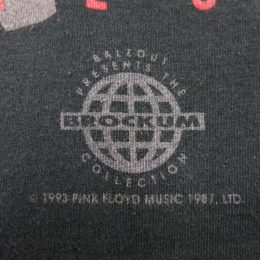 BALZOUT
PRESENTS THE
BROCKUM
COLLECTION
© 1993 PINK FLOYD MUSIC 1987, LTD.